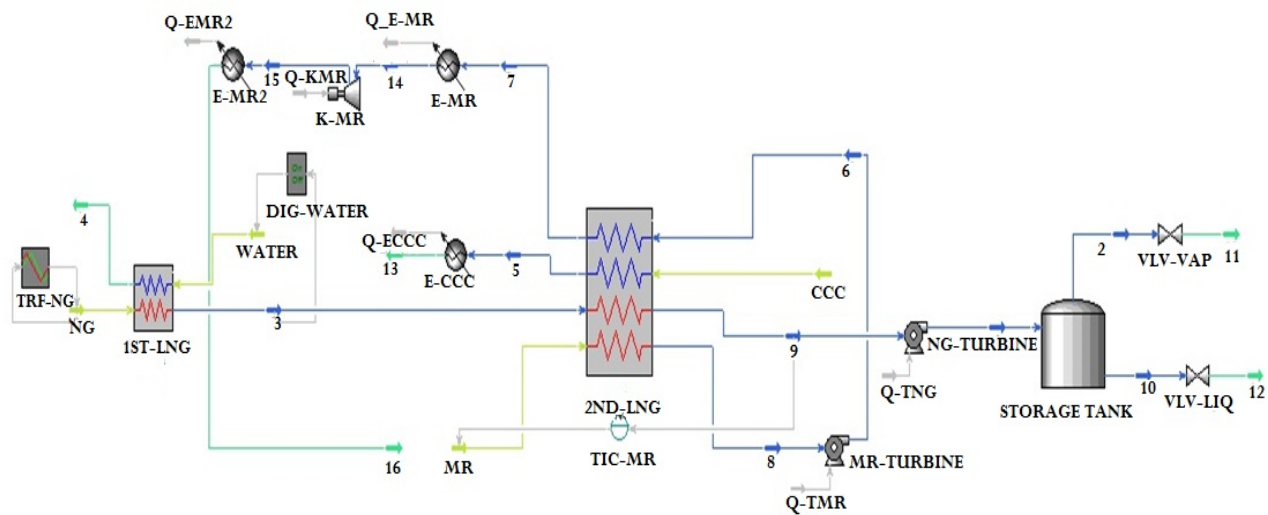 Q-EMR2
Q_E-MR
15
Q-KMR
14
7
E-MR2
E-MR
K-MR
6
DIG-WATER
4
WATER
Q-ECCC
13
5
E-CCC
CCC
2
VLV-VAP
11
TRF-NG
NG
1ST-LNG
3
9
NG-TURBINE
Q-TNG
10
VLV-LIQ
12
STORAGE TANK
2ND-LNG
16
MR
TIC-MR
8
MR-TURBINE
Q-TMR